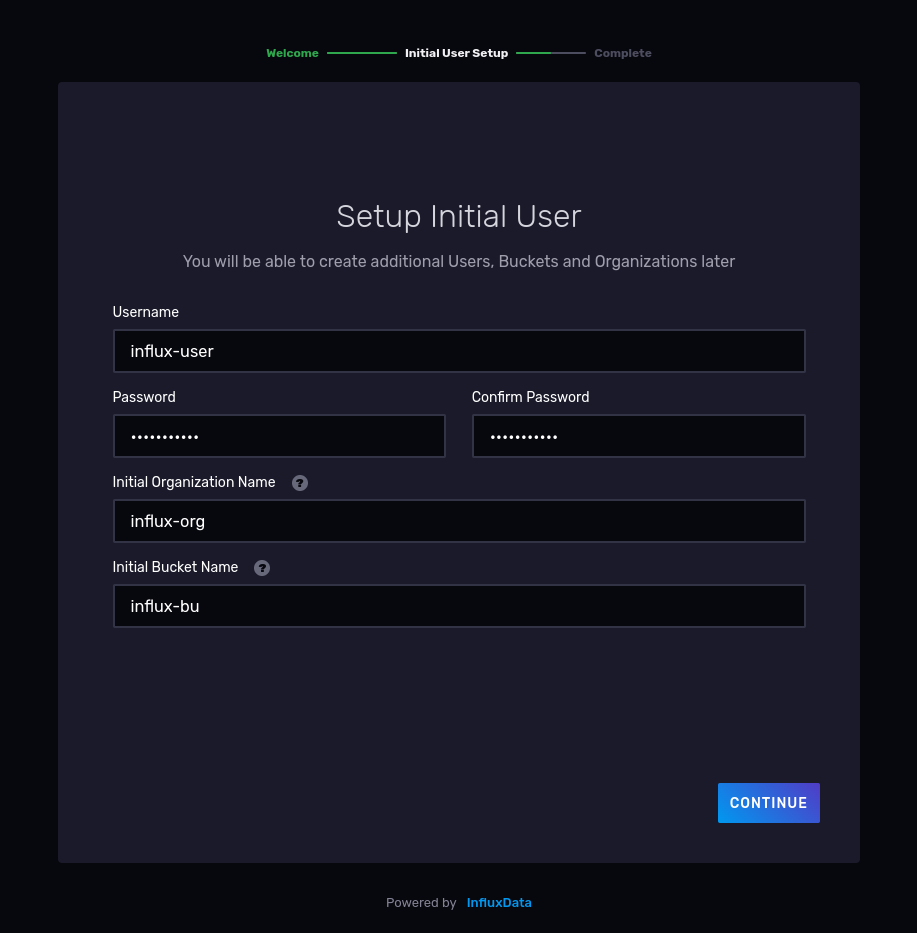 Welcome Initial User Setup Complete
Setup Initial User
You will be able to create additional Users, Buckets and Organizations later
Username
influx-user
Password Confirm Password
••••••••••• •••••••••••
Initial Organization Name ?
influx-org
Initial Bucket Name ?
influx-bu
CONTINUE
Powered by InfluxData